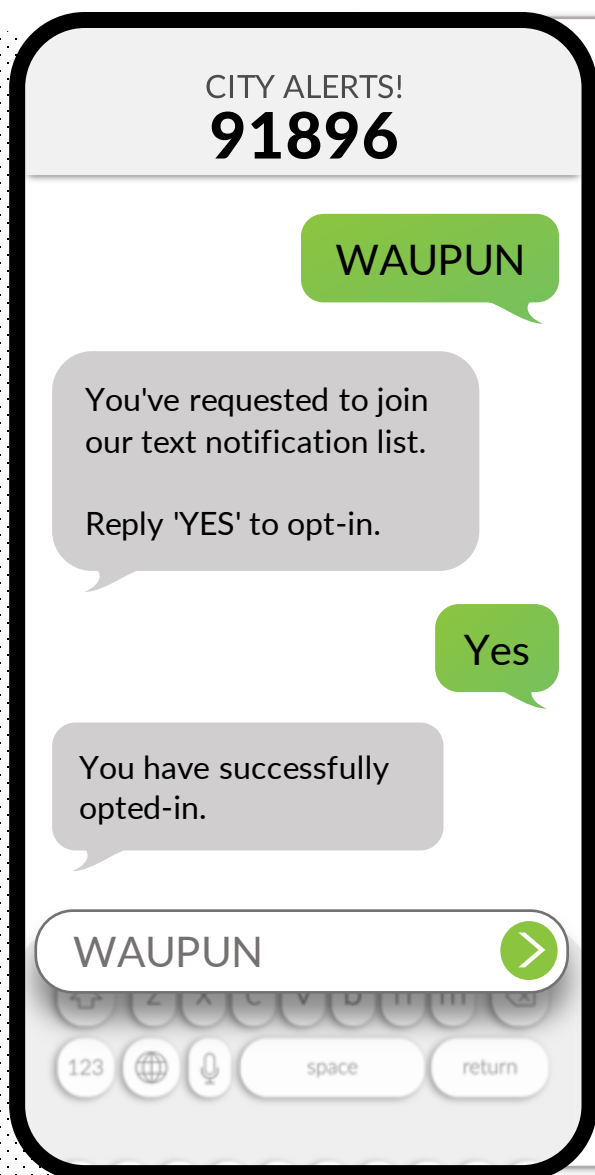 CITY ALERTS!
91896
WAUPUN
You've requested to join
our text notification list.
Reply 'YES' to opt-in.
Yes
You have successfully
opted-in.
WAUPUN
z x c v b n m
123 space return